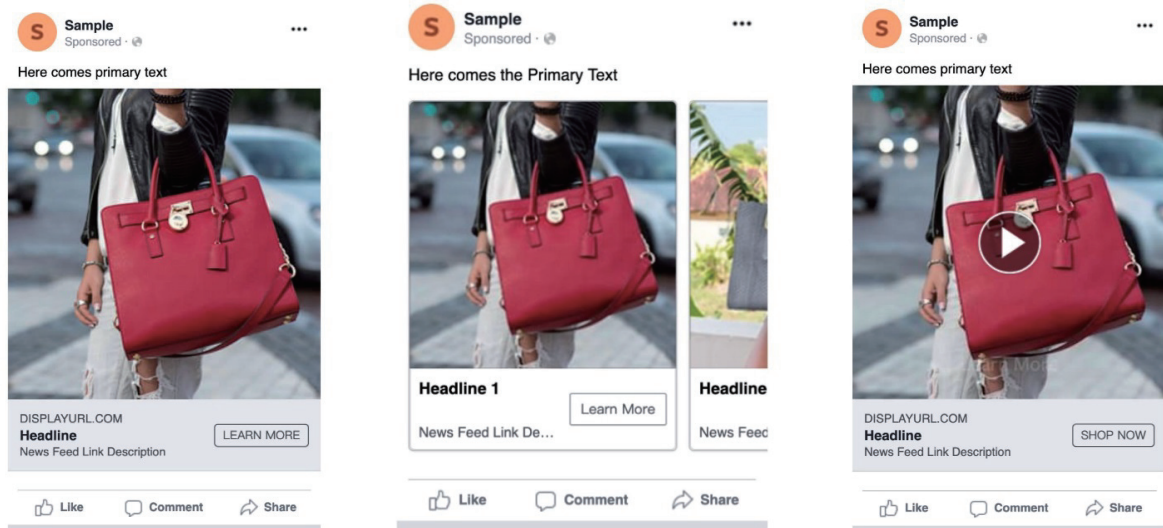 S
Sample
Sponsored ·
Here comes primary text
DISPLAYURL.COM
Headline
News Feed Link Description
LEARN MORE
Like
Comment
Share
S
Sample
Sponsored ·
Here comes the Primary Text
Headline 1
News Feed Link De...
Learn More
Headline
News Feed
Like
Comment
Share
S
Sample
Sponsored ·
Here comes primary text
DISPLAYURL.COM
Headline
News Feed Link Description
SHOP NOW
Like
Comment
Share